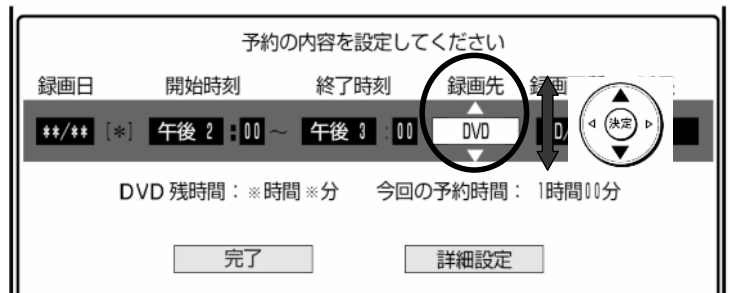 予約の内容を設定してください
録画日 開始時刻 終了時刻 録画先 録画
**/** [*] 午後 2:00 ~ 午後 3:00 DVD D/ 決定
DVD 残時間:※時間※分 今回の予約時間: 1時間00分
完了 詳細設定